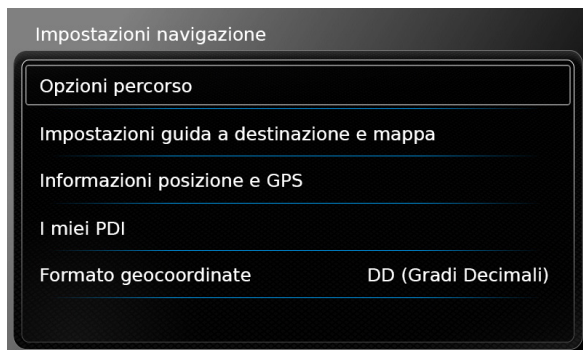 Impostazioni navigazione
Opzioni percorso
Impostazioni guida a destinazione e mappa
Informazioni posizione e GPS
I miei PDI
Formato geocoordinate DD (Gradi Decimali)